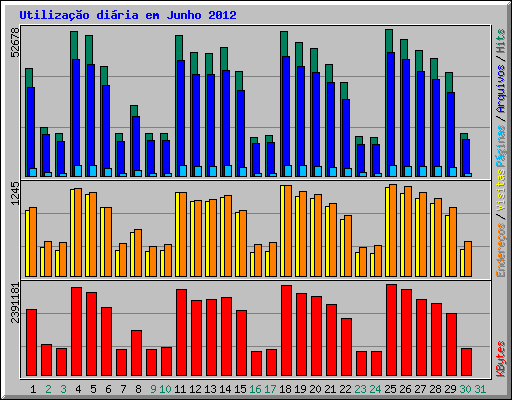 Utilização diária em Junho 2012
52678
1245
2391181
Endereços / Visitas Páginas / Arquivos / Hits
KBytes
1 2 3 4 5 6 7 8 9 10 11 12 13 14 15 16 17 18 19 20 21 22 23 24 25 26 27 28 29 30 31